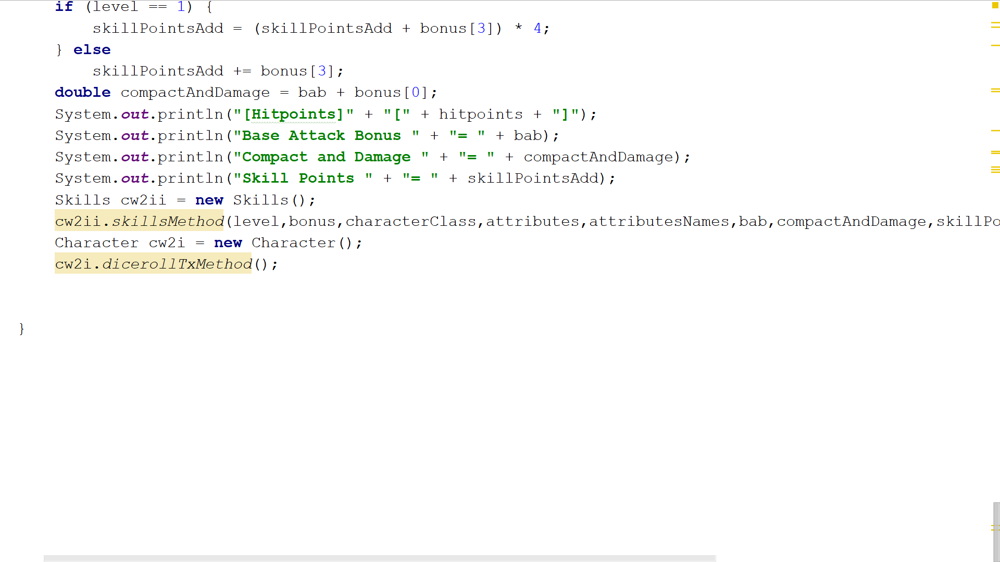 if (level == 1) {
skillPointsAdd = (skillPointsAdd + bonus[3]) * 4;
} else
skillPointsAdd += bonus[3];
double compactAndDamage = bab + bonus[0];
System.out.println("[Hitpoints]" + "[" + hitpoints + "]");
System.out.println("Base Attack Bonus " + "= " + bab);
System.out.println("Compact and Damage " + "= " + compactAndDamage);
System.out.println("Skill Points " + "= " + skillPointsAdd);
Skills cw2ii = new Skills();
cw2ii.skillsMethod(level,bonus,characterClass,attributes,attributesNames,bab,compactAndDamage,skillPo
Character cw2i = new Character();
cw2i.dicerollTxMethod();
}